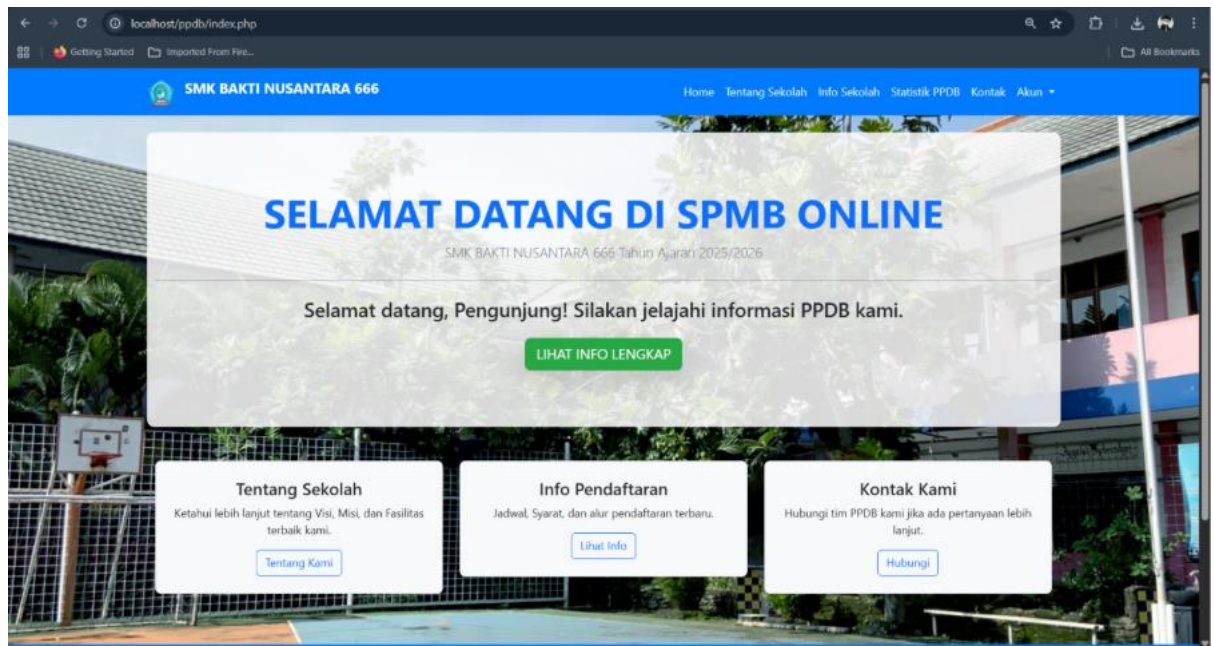 localhost/ppdb/index.php
Getting Started Imported From Fire... All Bookmarks
SMK BAKTI NUSANTARA 666
Home Tentang Sekolah Info Sekolah Statistik PPDB Kontak Akun
SELAMAT DATANG DI SPMB ONLINE
SMK BAKTI NUSANTARA 666 Tahun Ajaran 2025/2026
Selamat datang, Pengunjung! Silakan jelajahi informasi PPDB kami.
LIHAT INFO LENGKAP
Tentang Sekolah
Ketahui lebih lanjut tentang Visi, Misi, dan Fasilitas
terbaik kami.
Tentang Kami
Info Pendaftaran
Jadwal, Syarat, dan alur pendaftaran terbaru.
Lihat Info
Kontak Kami
Hubungi tim PPDB kami jika ada pertanyaan lebih
lanjut.
Hubungi